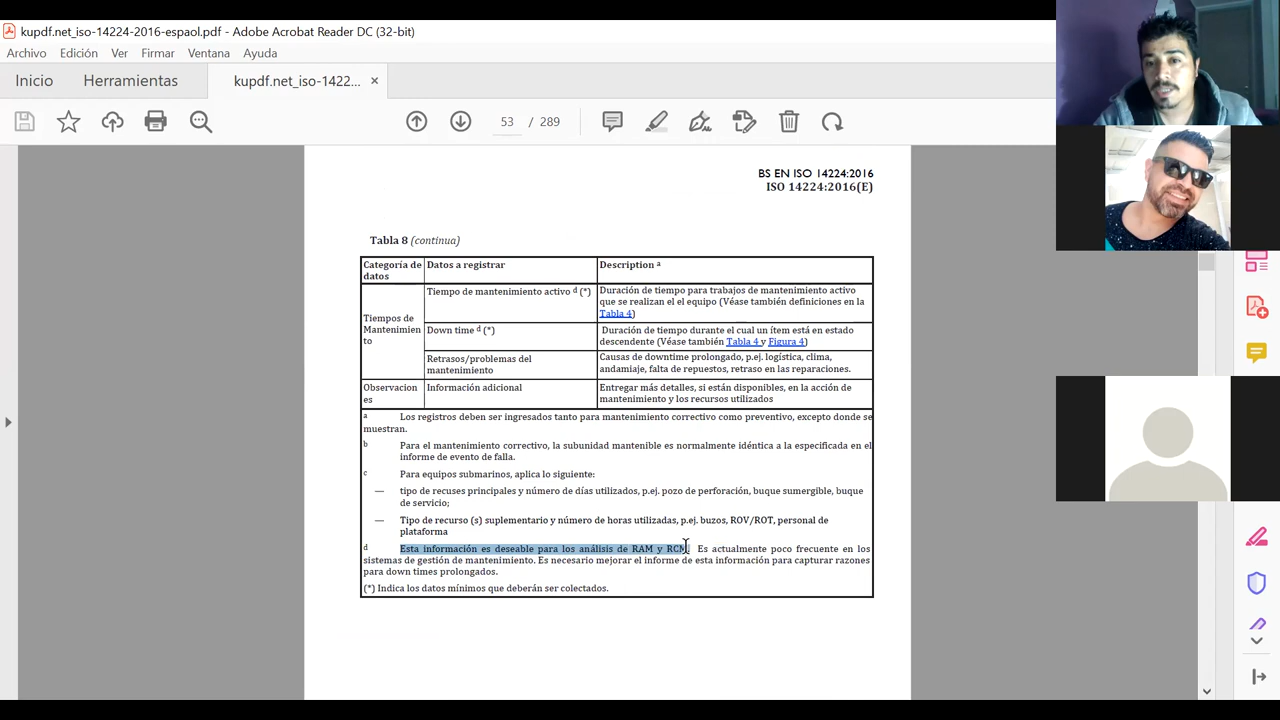 kupdf.net_iso-14224-2016-espaol.pdf - Adobe Acrobat Reader DC (32-bit)
Archivo Edición Ver Firmar Ventana Ayuda
Inicio Herramientas kupdf.net_iso-1422... ×
53 / 289
BS EN ISO 14224:2016
ISO 14224:2016(E)
Tabla 8 (continua)
Categoría de datos
Datos a registrar
Description a
Tiempos de
Mantenimien
to
Tiempo de mantenimiento activo d (*)
Duración de tiempo para trabajos de mantenimiento activo
que se realizan el el equipo (Véase también definiciones en la
Tabla 4)
Down time d (*)
Duración de tiempo durante el cual un ítem está en estado
descendente (Véase también Tabla 4 y Figura 4)
Retrasos/problemas del
mantenimiento
Causas de downtime prolongado, p.ej. logística, clima,
andamiaje, falta de repuestos, retraso en las reparaciones.
Observacion
es
Información adicional
Entregar más detalles, si están disponibles, en la acción de
mantenimiento y los recursos utilizados
a Los registros deben ser ingresados tanto para mantenimiento correctivo como preventivo, excepto donde se
muestran.
b Para el mantenimiento correctivo, la subunidad mantenible es normalmente idéntica a la especificada en el
informe de evento de falla.
c Para equipos submarinos, aplica lo siguiente:
— tipo de recuses principales y número de días utilizados, p.ej. pozo de perforación, buque sumergible, buque
de servicio;
— Tipo de recurso (s) suplementario y número de horas utilizadas, p.ej. buzos, ROV/ROT, personal de
plataforma
d Esta información es deseable para los análisis de RAM y RCM. Es actualmente poco frecuente en los
sistemas de gestión de mantenimiento. Es necesario mejorar el informe de esta información para capturar razones
para down times prolongados.
(*) Indica los datos mínimos que deberán ser colectados.